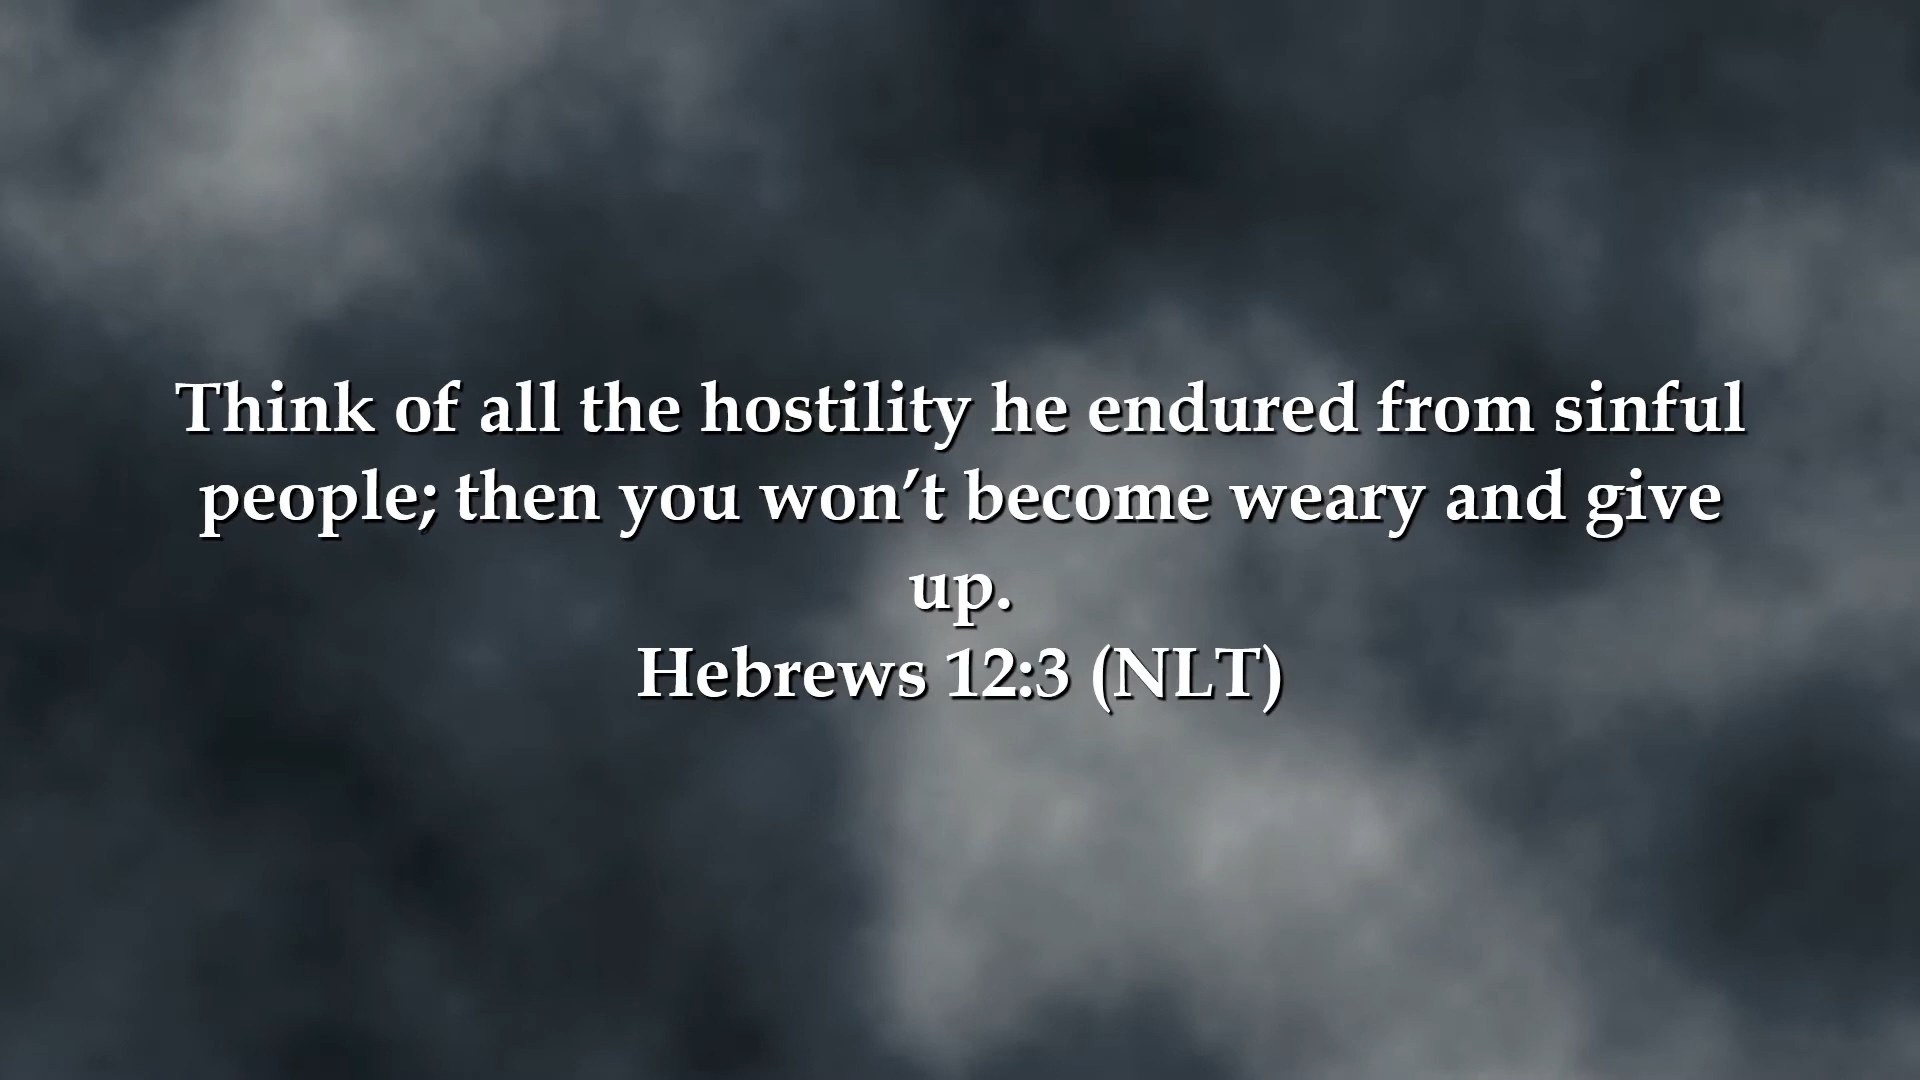 Think of all the hostility he endured from sinful
people; then you won’t become weary and give
up.
Hebrews 12:3 (NLT)